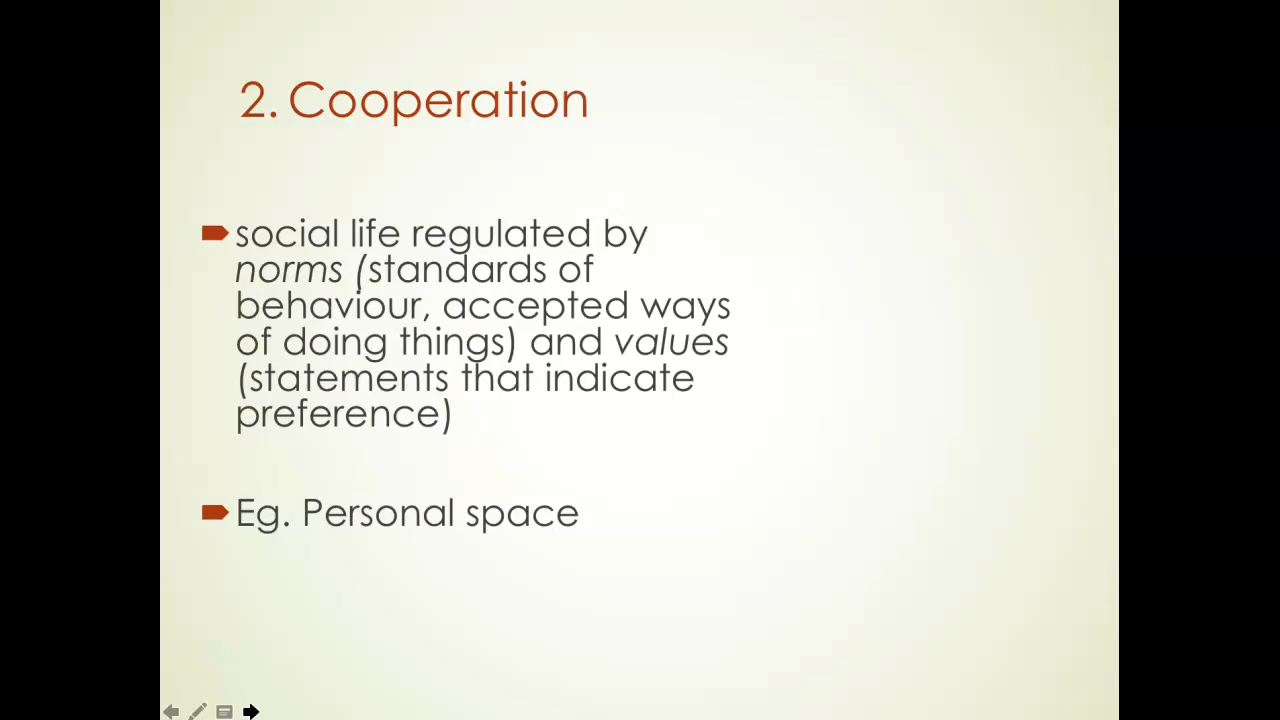 2. Cooperation
social life regulated by
norms (standards of
behaviour, accepted ways
of doing things) and values
(statements that indicate
preference)
Eg. Personal space